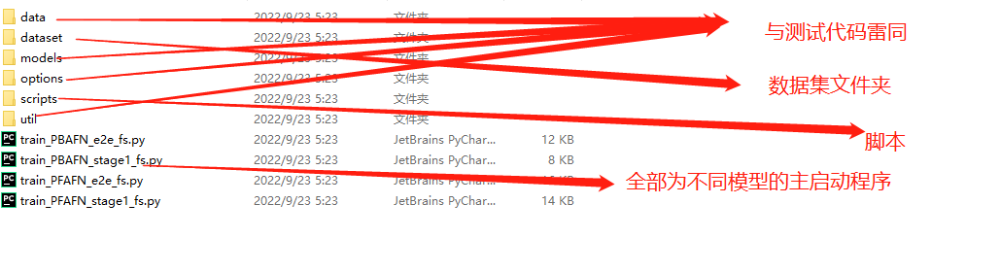 data 2022/9/23 5:23 文件夹 与测试代码雷同
dataset 2022/9/23 5:23 文件夹
models 2022/9/23 5:23 文件夹
options 2022/9/23 5:23 文件夹 数据集文件夹
scripts 2022/9/23 5:23 文件夹
util 2022/9/23 5:23 文件夹
train_PBAFN_e2e_fs.py 2022/9/23 5:23 JetBrains PyChar... 12 KB 脚本
train_PBAFN_stage1_fs.py 2022/9/23 5:23 JetBrains PyChar... 8 KB
train_PFAFN_e2e_fs.py 2022/9/23 5:23 JetBrains PyChar... KB 全部为不同模型的主启动程序
train_PFAFN_stage1_fs.py 2022/9/23 5:23 JetBrains PyChar... 14 KB